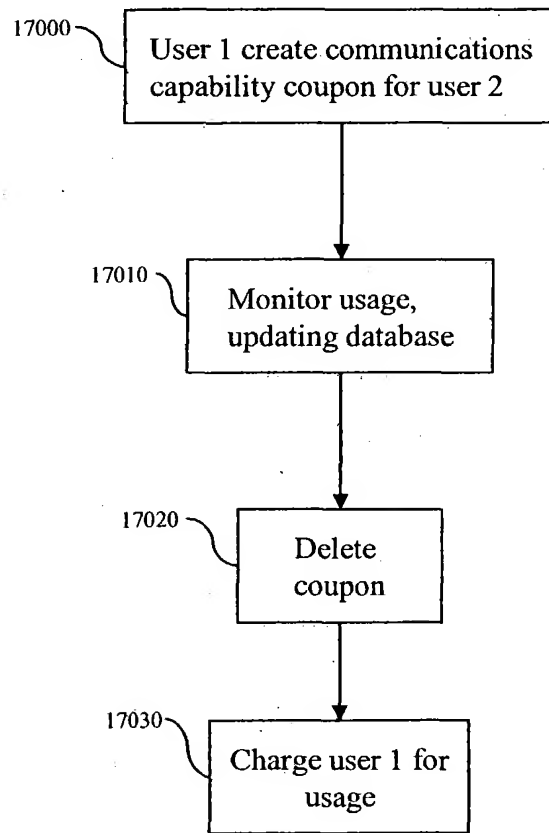 17000
User 1 create communications
capability coupon for user 2
17010
Monitor usage,
updating database
17020
Delete
coupon
17030
Charge user 1 for
usage